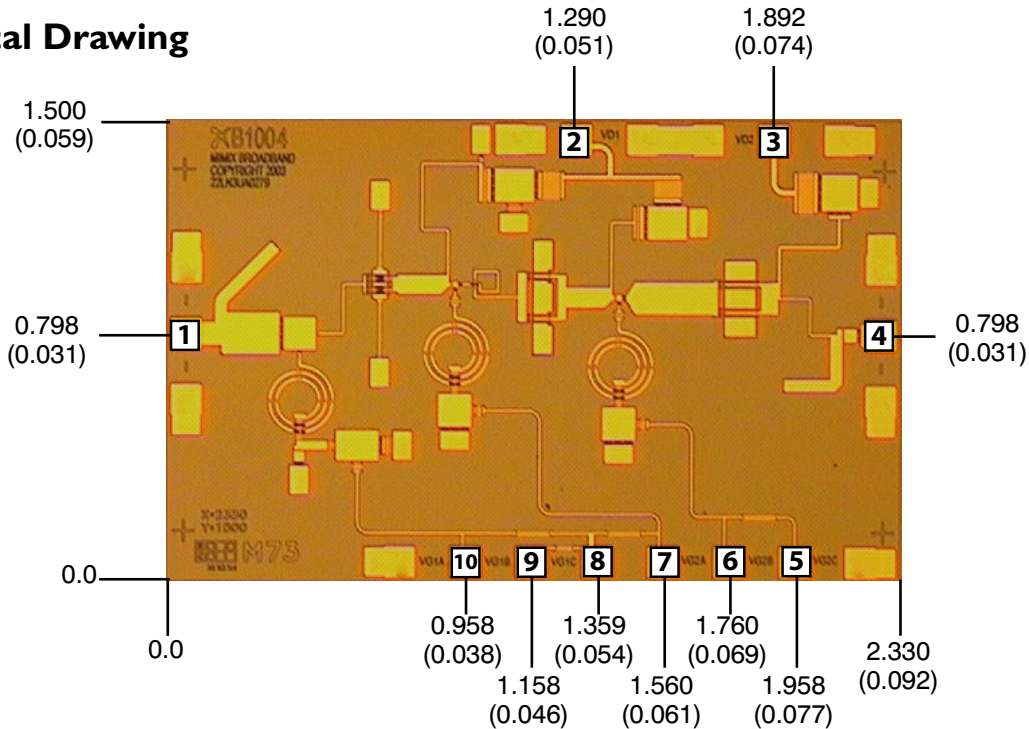 cal Drawing
1.290
(0.051)
1.892
(0.074)
1.500
(0.059)
XB1004
MIMIX BROADBAND
COPYRIGHT 2003
2
VD1
VD2
3
0.798
(0.031)
1
4
0.798
(0.031)
X=2330
Y=1500
M73
0.0
VG1A
10
VG1B
9
VG1C
8
7
VG2A
6
VG2B
5
VG2C
0.0
0.958
(0.038)
1.359
(0.054)
1.760
(0.069)
2.330
(0.092)
1.158
(0.046)
1.560
(0.061)
1.958
(0.077)